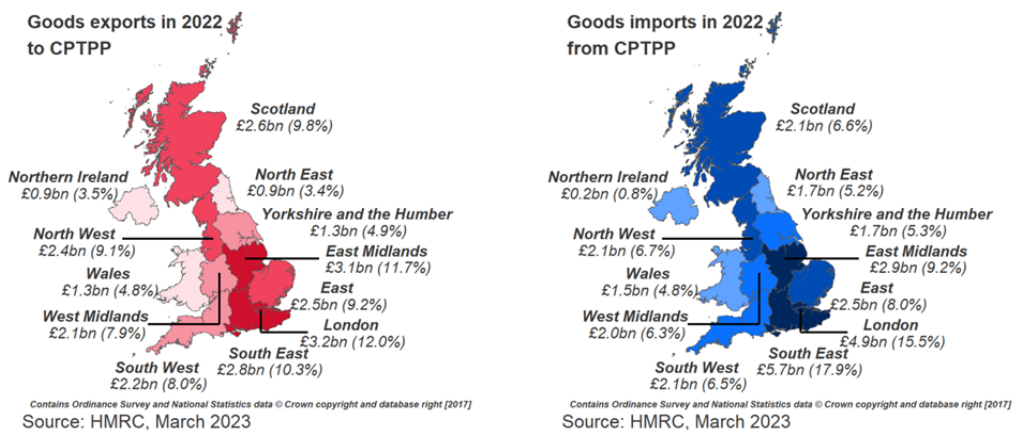 Goods exports in 2022
to CPTPP
Scotland
£2.6bn (9.8%)
Northern Ireland
£0.9bn (3.5%)
North East
£0.9bn (3.4%)
Yorkshire and the Humber
£1.3bn (4.9%)
North West
£2.4bn (9.1%)
East Midlands
£3.1bn (11.7%)
Wales
£1.3bn (4.8%)
East
£2.5bn (9.2%)
West Midlands
£2.1bn (7.9%)
London
£3.2bn (12.0%)
South East
£2.8bn (10.3%)
South West
£2.2bn (8.0%)
Contains Ordinance Survey and National Statistics data © Crown copyright and database right [2017]
Source: HMRC, March 2023
Goods imports in 2022
from CPTPP
Scotland
£2.1bn (6.6%)
Northern Ireland
£0.2bn (0.8%)
North East
£1.7bn (5.2%)
Yorkshire and the Humber
£1.7bn (5.3%)
North West
£2.1bn (6.7%)
East Midlands
£2.9bn (9.2%)
Wales
£1.5bn (4.8%)
East
£2.5bn (8.0%)
West Midlands
£2.0bn (6.3%)
London
£4.9bn (15.5%)
South East
£5.7bn (17.9%)
South West
£2.1bn (6.5%)
Contains Ordinance Survey and National Statistics data © Crown copyright and database right [2017]
Source: HMRC, March 2023